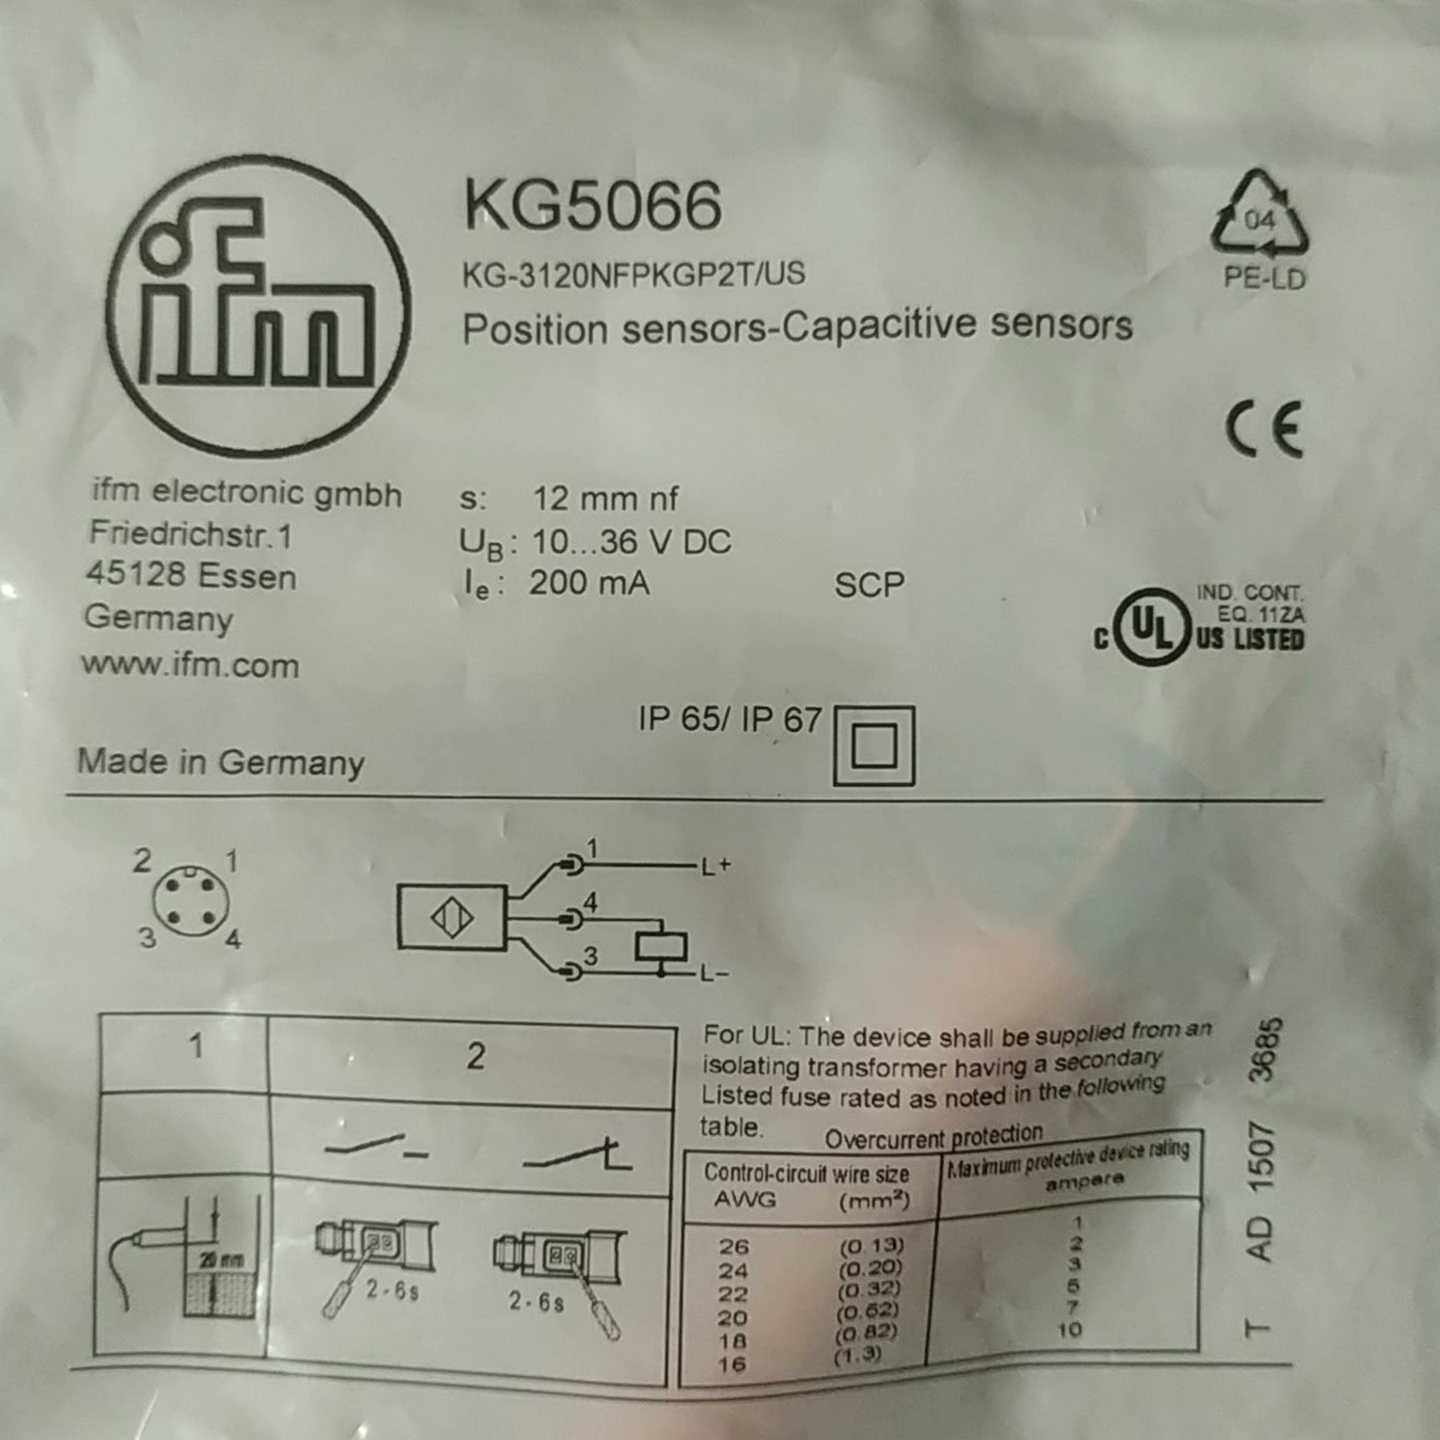 ifm
KG5066
KG-3120NFPKGP2T/US
Position sensors-Capacitive sensors
04
PE-LD
CE
ifm electronic gmbh
Friedrichstr.1
45128 Essen
Germany
www.ifm.com
s: 12 mm nf
UB: 10...36 V DC
Ie: 200 mA
SCP
IND. CONT.
EQ. 11ZA
C UL US LISTED
IP 65/ IP 67
Made in Germany
2 1
3 4
1 L+
4
3 L−
1 2
20 mm
2 - 6s
2 - 6s
For UL: The device shall be supplied from an
isolating transformer having a secondary
Listed fuse rated as noted in the following
table.
Overcurrent protection
Control-circuit wire size
AWG (mm²)
Maximum protective device rating
ampere
26 (0.13) 1
24 (0.20) 2
22 (0.32) 3
20 (0.52) 5
18 (0.82) 7
16 (1.3) 10
T AD 1507 3685